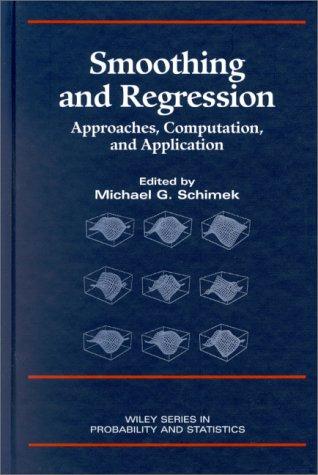 Smoothing
and Regression
Approaches, Computation,
and Application
Edited by
Michael G. Schimek
WILEY SERIES IN
PROBABILITY AND STATISTICS